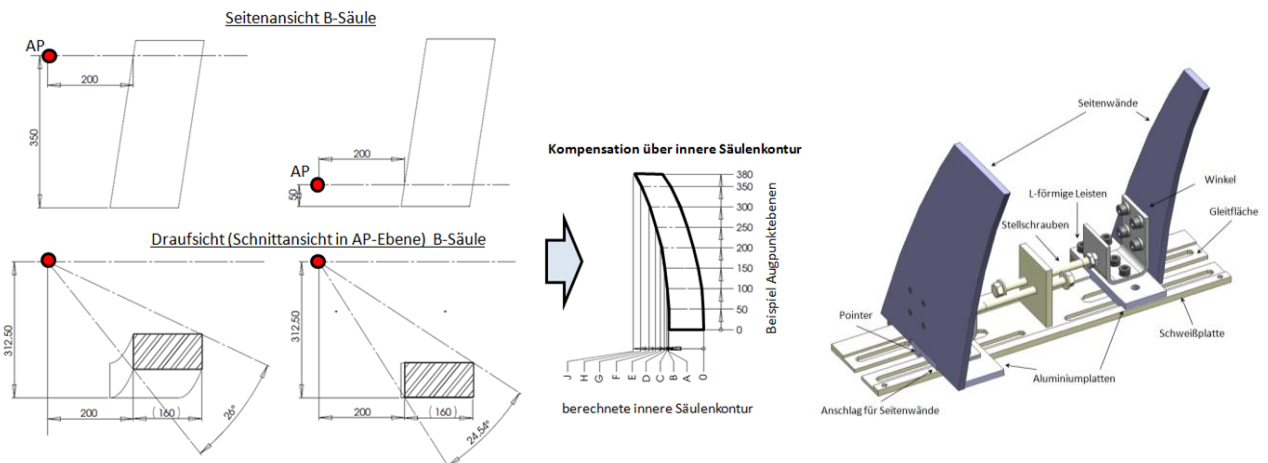 Seitenansicht B-Säule
AP
200
350
AP
200
50
Draufsicht (Schnittansicht in AP-Ebene) B-Säule
312.50
200
(160)
26°
312.50
200
(160)
24,54°
Kompensation über innere Säulenkontur
380
350
300
250
200
150
100
50
0
Beispiel Augpunktebenen
J
H
G
F
E
D
C
B
A
0
berechnete innere Säulenkontur
Seitenwände
Winkel
L-förmige Leisten
Gleitfläche
Stellschrauben
Pointer
Schweißplatte
Aluminiumplatten
Anschlag für Seitenwände